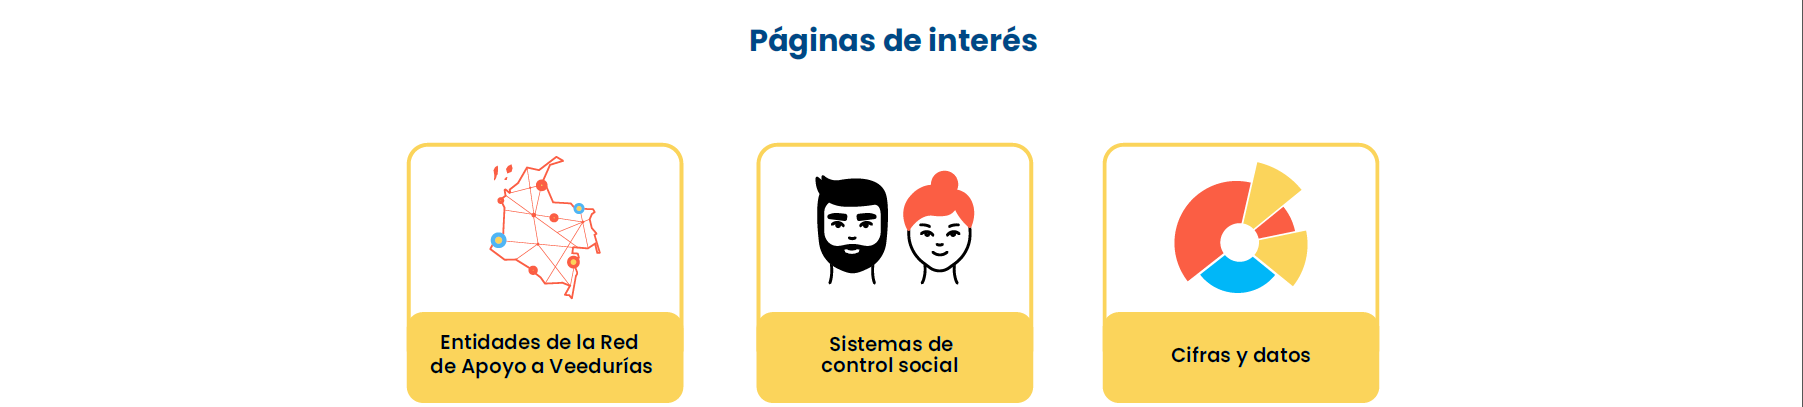 Páginas de interés
Entidades de la Red
de Apoyo a Veedurías
Sistemas de
control social
Cifras y datos